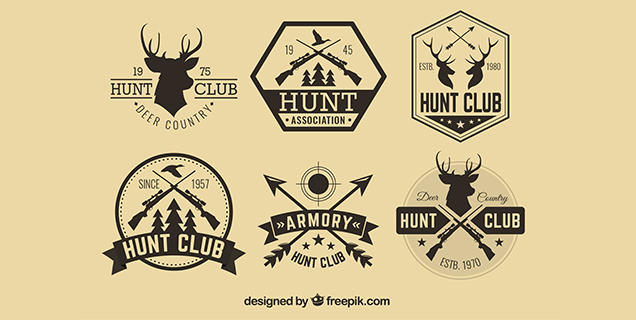 19 75
HUNT CLUB
DEER COUNTRY
19 45
HUNT
ASSOCIATION
ESTB. 1980
HUNT CLUB
SINCE 1957
HUNT CLUB
»ARMORY«
HUNT CLUB
Deer Country
HUNT CLUB
ESTB. 1970
designed by freepik.com